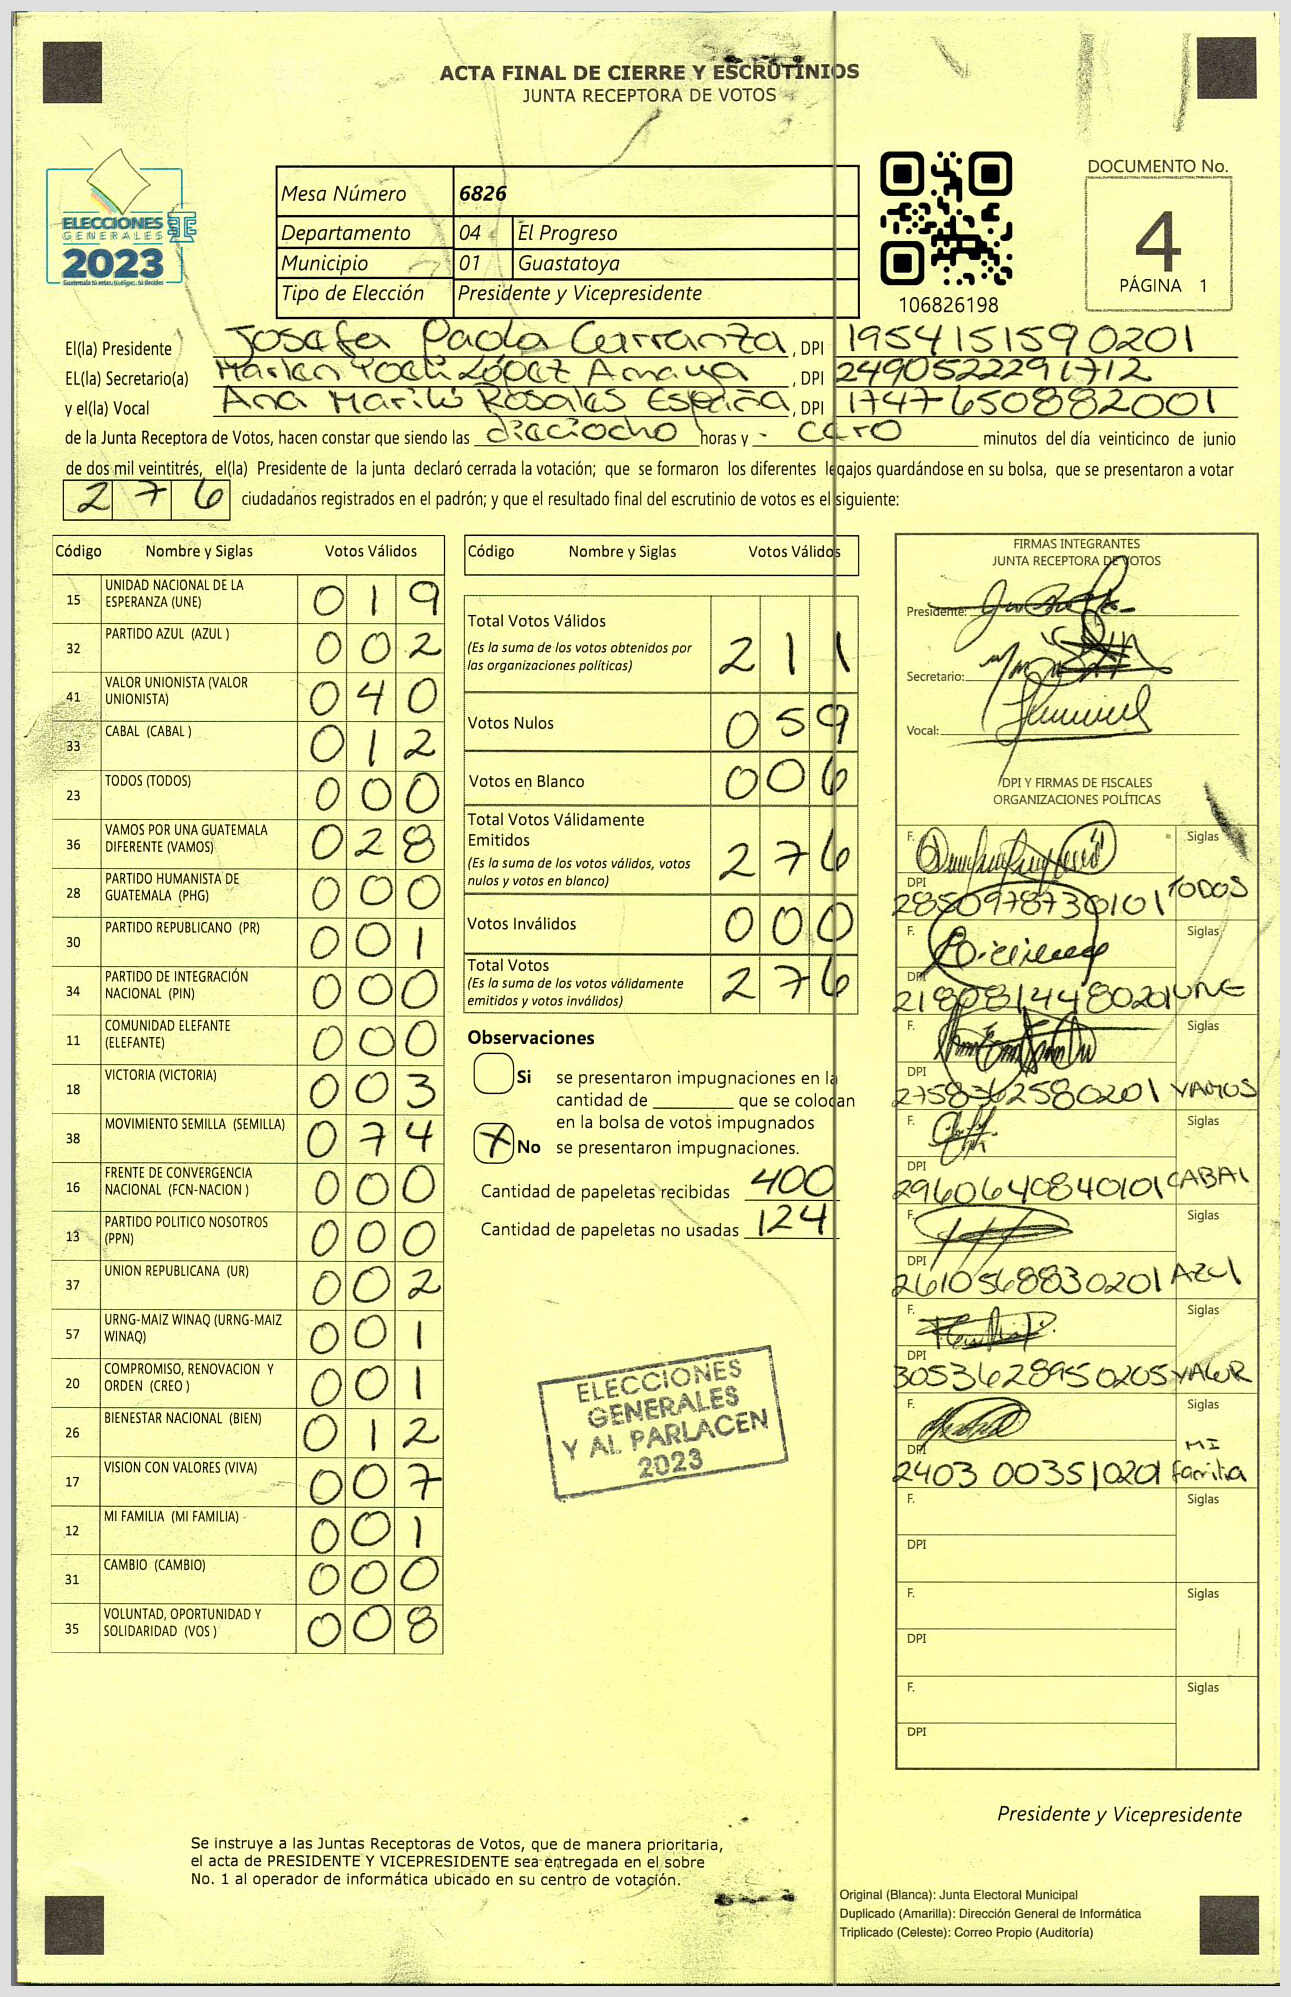 ACTA FINAL DE CIERRE Y ESCRUTINIOS
JUNTA RECEPTORA DE VOTOS
ELECCIONES
GENERALES
2023
Mesa Número 6826
Departamento 04 El Progreso
Municipio 01 Guastatoya
Tipo de Elección Presidente y Vicepresidente
106826198
DOCUMENTO No.
4
PÁGINA 1
El(la) Presidente Josefa Paola Carranza, DPI 1954151590201
EL(la) Secretario(a) Marlen Yoeli López Amaya, DPI 2490522291712
y el(la) Vocal Ana Marilú Rosales España, DPI 1747650882001
de la Junta Receptora de Votos, hacen constar que siendo las dieciocho horas y cero minutos del día veinticinco de junio
de dos mil veintitrés, el(la) Presidente de la junta declaró cerrada la votación; que se formaron los diferentes legajos guardándose en su bolsa, que se presentaron a votar
276 ciudadanos registrados en el padrón; y que el resultado final del escrutinio de votos es el siguiente:
Código Nombre y Siglas Votos Válidos
15 UNIDAD NACIONAL DE LA ESPERANZA (UNE) 019
32 PARTIDO AZUL (AZUL ) 002
41 VALOR UNIONISTA (VALOR UNIONISTA) 040
33 CABAL (CABAL ) 012
23 TODOS (TODOS) 000
36 VAMOS POR UNA GUATEMALA DIFERENTE (VAMOS) 028
28 PARTIDO HUMANISTA DE GUATEMALA (PHG) 000
30 PARTIDO REPUBLICANO (PR) 001
34 PARTIDO DE INTEGRACIÓN NACIONAL (PIN) 000
11 COMUNIDAD ELEFANTE (ELEFANTE) 000
18 VICTORIA (VICTORIA) 003
38 MOVIMIENTO SEMILLA (SEMILLA) 074
16 FRENTE DE CONVERGENCIA NACIONAL (FCN-NACION ) 000
13 PARTIDO POLITICO NOSOTROS (PPN) 000
37 UNION REPUBLICANA (UR) 002
57 URNG-MAIZ WINAQ (URNG-MAIZ WINAQ) 001
20 COMPROMISO, RENOVACION Y ORDEN (CREO ) 001
26 BIENESTAR NACIONAL (BIEN) 012
17 VISION CON VALORES (VIVA) 007
12 MI FAMILIA (MI FAMILIA) 001
31 CAMBIO (CAMBIO) 000
35 VOLUNTAD, OPORTUNIDAD Y SOLIDARIDAD (VOS ) 008
Código Nombre y Siglas Votos Válidos
Total Votos Válidos 211
(Es la suma de los votos obtenidos por
las organizaciones políticas)
Votos Nulos 059
Votos en Blanco 006
Total Votos Válidamente
Emitidos 276
(Es la suma de los votos válidos, votos
nulos y votos en blanco)
Votos Inválidos 000
Total Votos 276
(Es la suma de los votos válidamente
emitidos y votos inválidos)
Observaciones
Si se presentaron impugnaciones en la
cantidad de ________ que se colocan
en la bolsa de votos impugnados
X No se presentaron impugnaciones.
Cantidad de papeletas recibidas 400
Cantidad de papeletas no usadas 124
ELECCIONES
GENERALES
Y AL PARLACEN
2023
FIRMAS INTEGRANTES
JUNTA RECEPTORA DE VOTOS
Presidente:
Secretario:
Vocal:
DPI Y FIRMAS DE FISCALES
ORGANIZACIONES POLÍTICAS
F. Siglas
DPI 2850978730101 TODOS
F. Siglas
DPI 2180814480201 UNE
F. Siglas
DPI 2758362580201 VAMOS
F. Siglas
DPI 2960640840101 CABAL
F. Siglas
DPI 2610568830201 AZUL
F. Siglas
DPI 3053628950205 VALOR
F. Siglas
DPI 2403 00351 0201 MI familia
F. Siglas
DPI
F. Siglas
DPI
F. Siglas
DPI
Presidente y Vicepresidente
Se instruye a las Juntas Receptoras de Votos, que de manera prioritaria,
el acta de PRESIDENTE Y VICEPRESIDENTE sea entregada en el sobre
No. 1 al operador de informática ubicado en su centro de votación.
Original (Blanca): Junta Electoral Municipal
Duplicado (Amarilla): Dirección General de Informática
Triplicado (Celeste): Correo Propio (Auditoría)